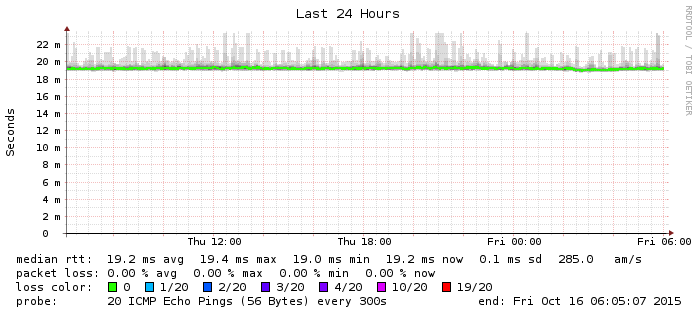 Last 24 Hours
RRDTOOL / TOBI OETIKER
Seconds
22 m
20 m
18 m
16 m
14 m
12 m
10 m
8 m
6 m
4 m
2 m
0
Thu 12:00 Thu 18:00 Fri 00:00 Fri 06:00
median rtt: 19.2 ms avg 19.4 ms max 19.0 ms min 19.2 ms now 0.1 ms sd 285.0 am/s
packet loss: 0.00 % avg 0.00 % max 0.00 % min 0.00 % now
loss color: 0 1/20 2/20 3/20 4/20 10/20 19/20
probe: 20 ICMP Echo Pings (56 Bytes) every 300s end: Fri Oct 16 06:05:07 2015